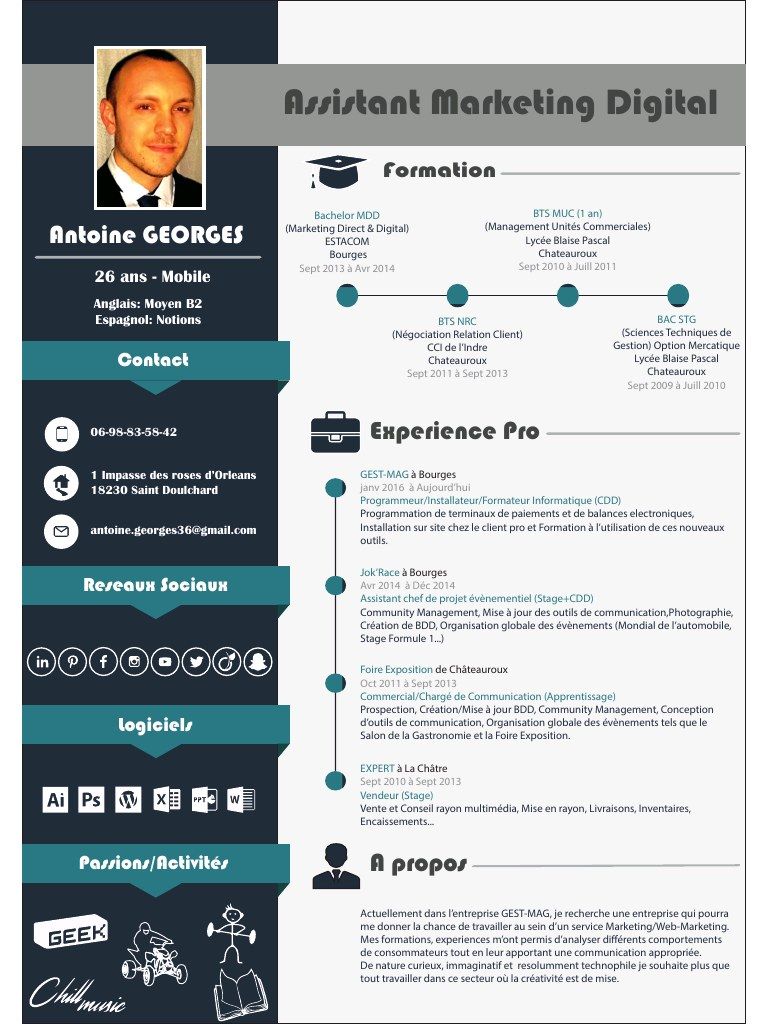 Assistant Marketing Digital
Antoine GEORGES
26 ans - Mobile
Anglais: Moyen B2
Espagnol: Notions
Contact
06-98-83-58-42
1 Impasse des roses d'Orleans
18230 Saint Doulchard
antoine.georges36@gmail.com
Reseaux Sociaux
in
Logiciels
Ai Ps W X PPT W
Passions/Activités
GEEK
Chill music
Formation
Bachelor MDD
(Marketing Direct & Digital)
ESTACOM
Bourges
Sept 2013 à Avr 2014
BTS NRC
(Négociation Relation Client)
CCI de l'Indre
Chateauroux
Sept 2011 à Sept 2013
BTS MUC (1 an)
(Management Unités Commerciales)
Lycée Blaise Pascal
Chateauroux
Sept 2010 à Juill 2011
BAC STG
(Sciences Techniques de
Gestion) Option Mercatique
Lycée Blaise Pascal
Chateauroux
Sept 2009 à Juill 2010
Experience Pro
GEST-MAG à Bourges
janv 2016 à Aujourd'hui
Programmeur/Installateur/Formateur Informatique (CDD)
Programmation de terminaux de paiements et de balances electroniques,
Installation sur site chez le client pro et Formation à l'utilisation de ces nouveaux
outils.
Jok'Race à Bourges
Avr 2014 à Déc 2014
Assistant chef de projet évènementiel (Stage+CDD)
Community Management, Mise à jour des outils de communication,Photographie,
Création de BDD, Organisation globale des évènements (Mondial de l'automobile,
Stage Formule 1...)
Foire Exposition de Châteauroux
Oct 2011 à Sept 2013
Commercial/Chargé de Communication (Apprentissage)
Prospection, Création/Mise à jour BDD, Community Management, Conception
d'outils de communication, Organisation globale des évènements tels que le
Salon de la Gastronomie et la Foire Exposition.
EXPERT à La Châtre
Sept 2010 à Sept 2013
Vendeur (Stage)
Vente et Conseil rayon multimédia, Mise en rayon, Livraisons, Inventaires,
Encaissements...
A propos
Actuellement dans l'entreprise GEST-MAG, je recherche une entreprise qui pourra
me donner la chance de travailler au sein d'un service Marketing/Web-Marketing.
Mes formations, experiences m'ont permis d'analyser différents comportements
de consommateurs tout en leur apportant une communication appropriée.
De nature curieux, immaginatif et resolumment technophile je souhaite plus que
tout travailler dans ce secteur où la créativité est de mise.